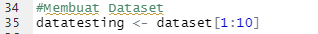 34 #Membuat Dataset
35 datatesting <- dataset[1:10]